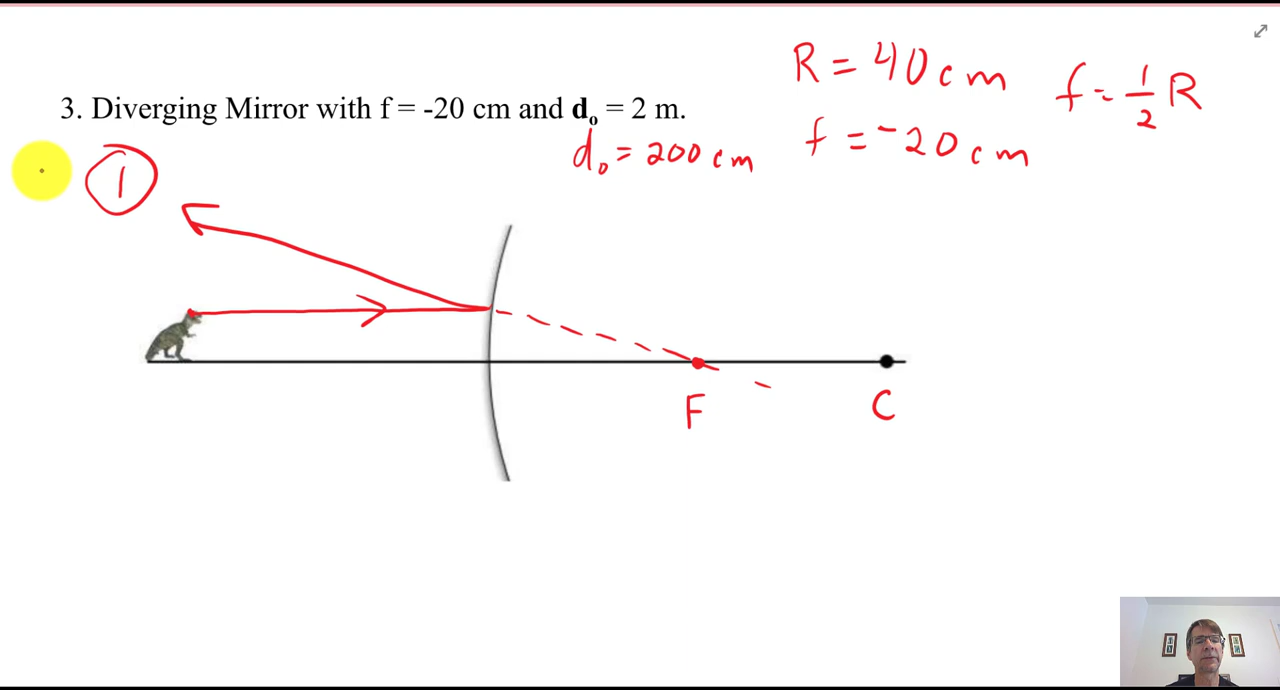 3. Diverging Mirror with f = -20 cm and dₒ = 2 m.
R = 40 cm
f = ½ R
dₒ = 200 cm
f = -20 cm
1
F
C